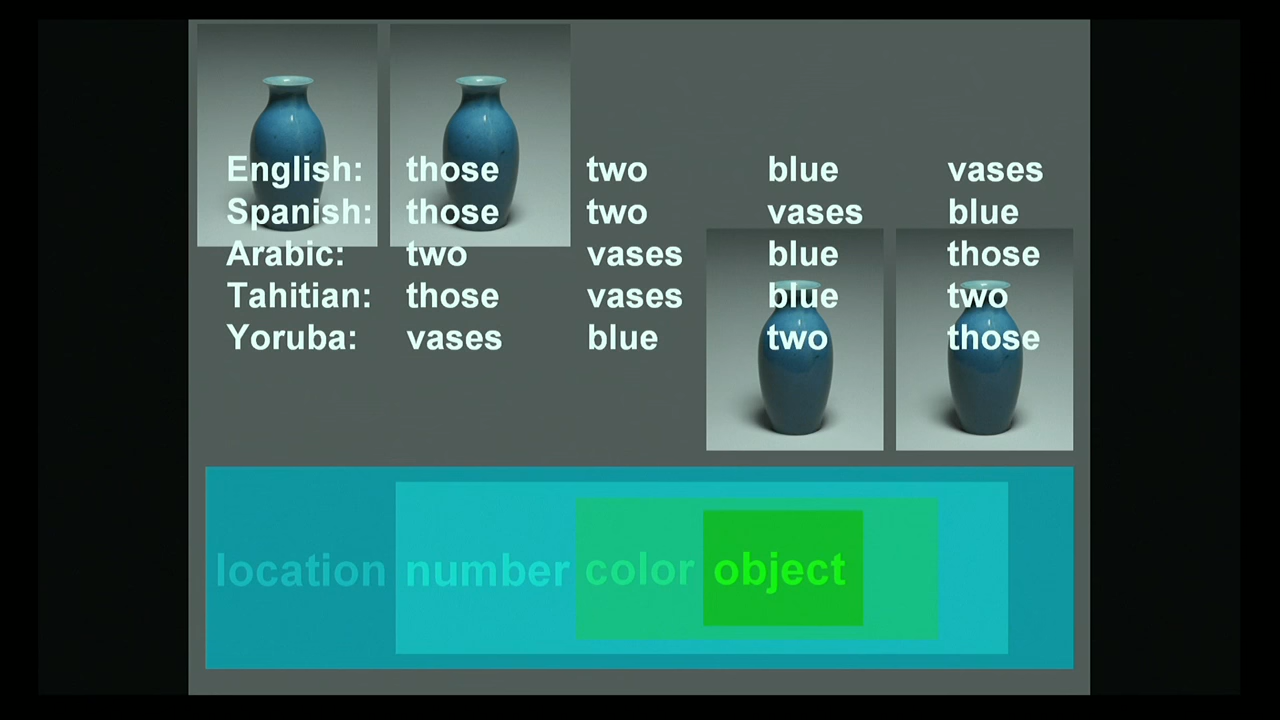 English: those two blue vases
Spanish: those two vases blue
Arabic: two vases blue those
Tahitian: those vases blue two
Yoruba: vases blue two those
location number color object